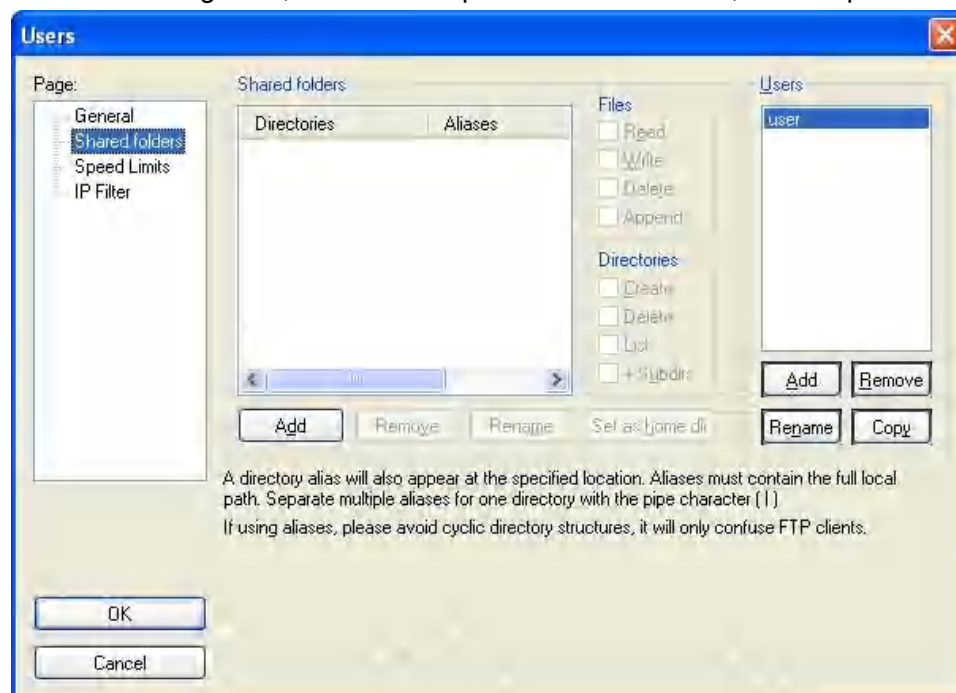 Users
Page:
General
Shared folders
Speed Limits
IP Filter
Shared folders
Directories Aliases
Files
Read
Write
Delete
Append
Directories
Create
Delete
List
+ Subdirs
Users
user
Add
Remove
Rename
Set as home dir
Add
Remove
Rename
Copy
A directory alias will also appear at the specified location. Aliases must contain the full local
path. Separate multiple aliases for one directory with the pipe character ( | )
If using aliases, please avoid cyclic directory structures, it will only confuse FTP clients.
OK
Cancel